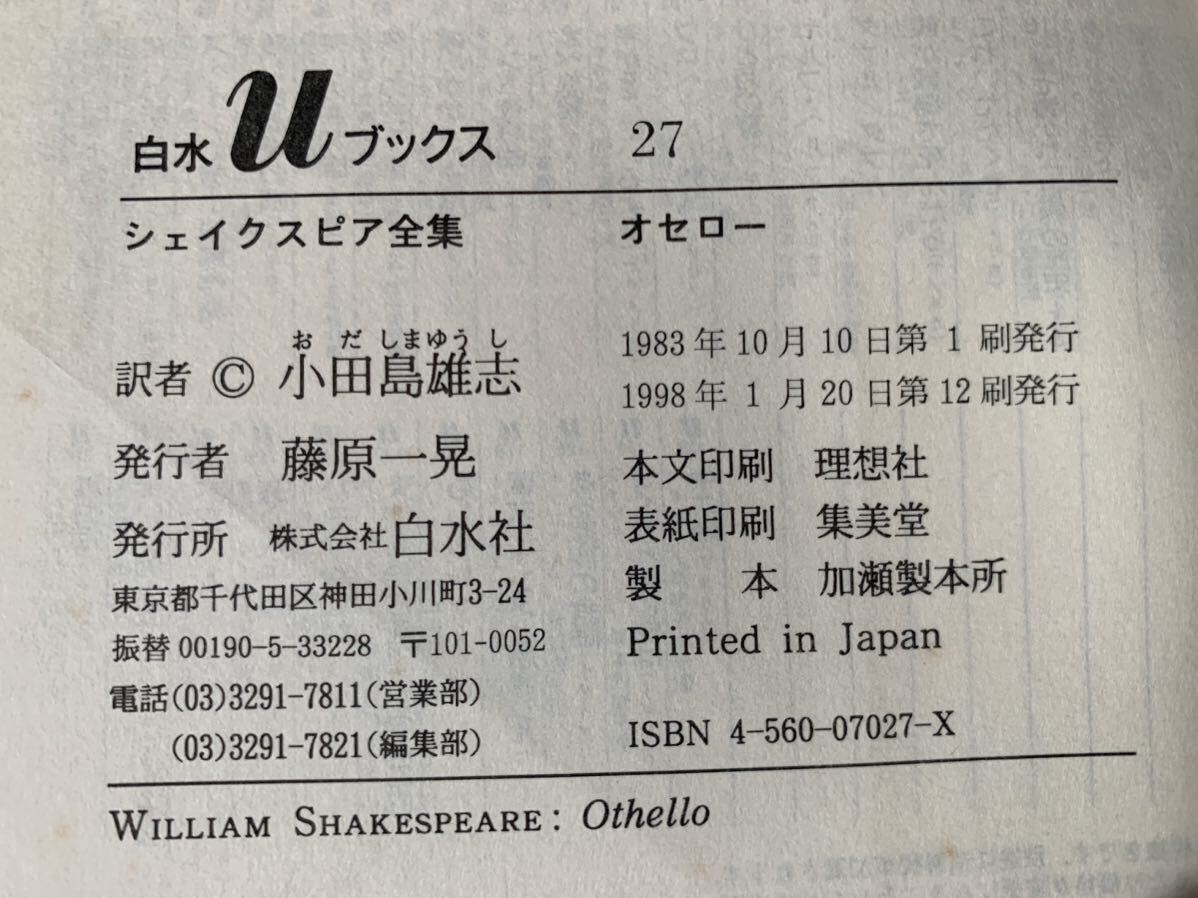 白水uブックス 27
シェイクスピア全集 オセロー
おだしまゆうし
訳者 © 小田島雄志
発行者 藤原一晃
発行所 株式会社白水社
東京都千代田区神田小川町3-24
振替 00190-5-33228 〒101-0052
電話(03)3291-7811(営業部)
(03)3291-7821(編集部)
1983年10月10日第1刷発行
1998年1月20日第12刷発行
本文印刷 理想社
表紙印刷 集美堂
製本 加瀬製本所
Printed in Japan
ISBN 4-560-07027-X
WILLIAM SHAKESPEARE: Othello